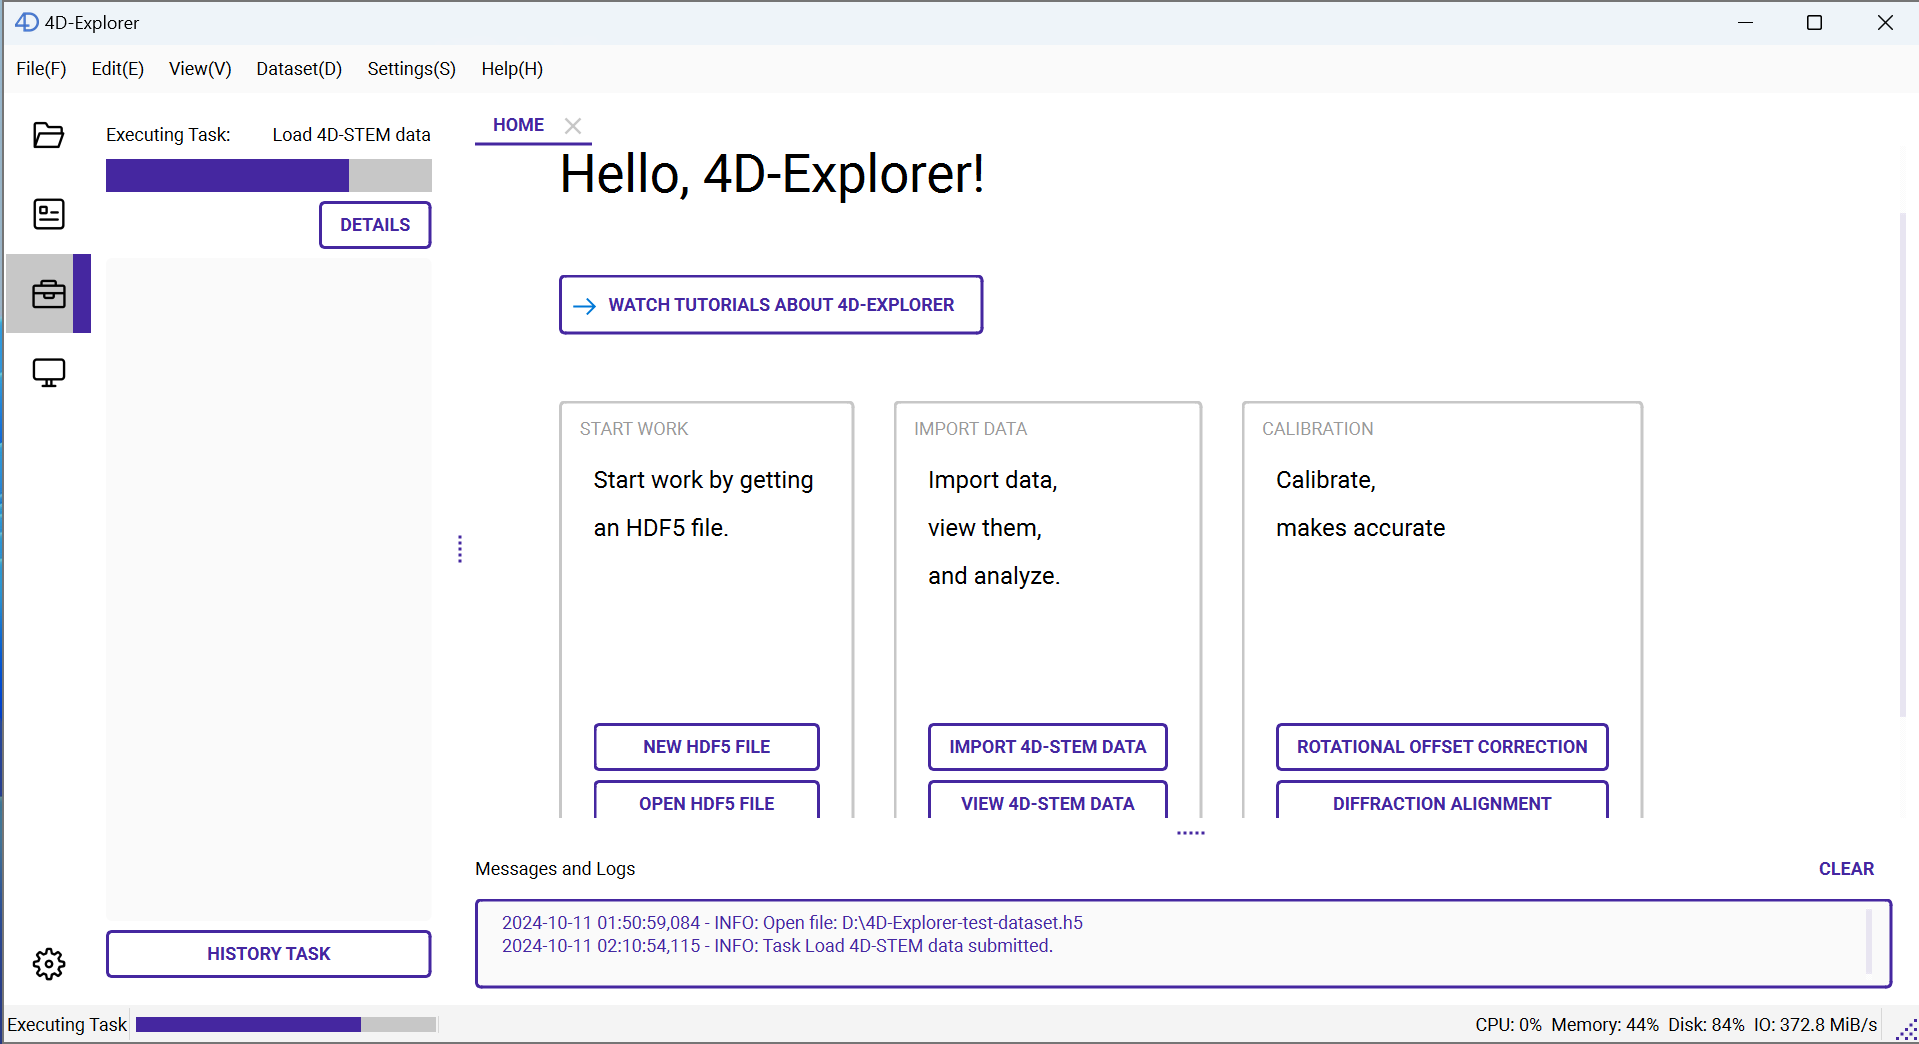 4D-Explorer
File(F) Edit(E) View(V) Dataset(D) Settings(S) Help(H)
Executing Task: Load 4D-STEM data
DETAILS
HISTORY TASK
HOME
Hello, 4D-Explorer!
WATCH TUTORIALS ABOUT 4D-EXPLORER
START WORK
Start work by getting
an HDF5 file.
NEW HDF5 FILE
OPEN HDF5 FILE
IMPORT DATA
Import data,
view them,
and analyze.
IMPORT 4D-STEM DATA
VIEW 4D-STEM DATA
CALIBRATION
Calibrate,
makes accurate
ROTATIONAL OFFSET CORRECTION
DIFFRACTION ALIGNMENT
Messages and Logs
CLEAR
2024-10-11 01:50:59,084 - INFO: Open file: D:\4D-Explorer-test-dataset.h5
2024-10-11 02:10:54,115 - INFO: Task Load 4D-STEM data submitted.
Executing Task
CPU: 0% Memory: 44% Disk: 84% IO: 372.8 MiB/s